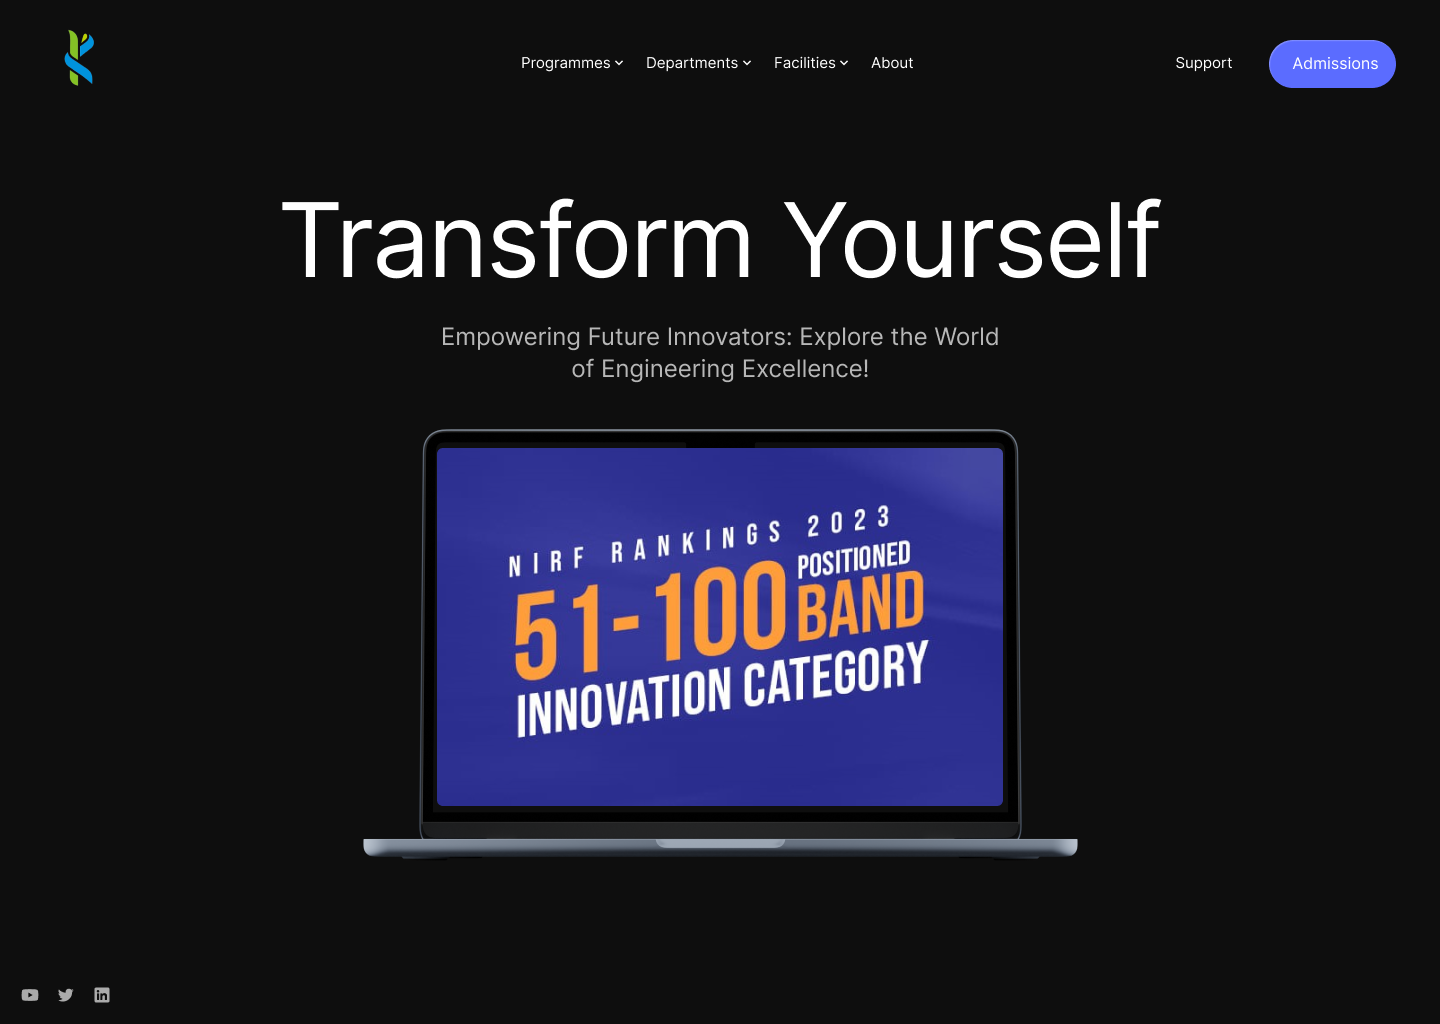 Programmes Departments Facilities About Support Admissions
Transform Yourself
Empowering Future Innovators: Explore the World
of Engineering Excellence!
NIRF RANKINGS 2023
51-100 POSITIONED BAND
INNOVATION CATEGORY